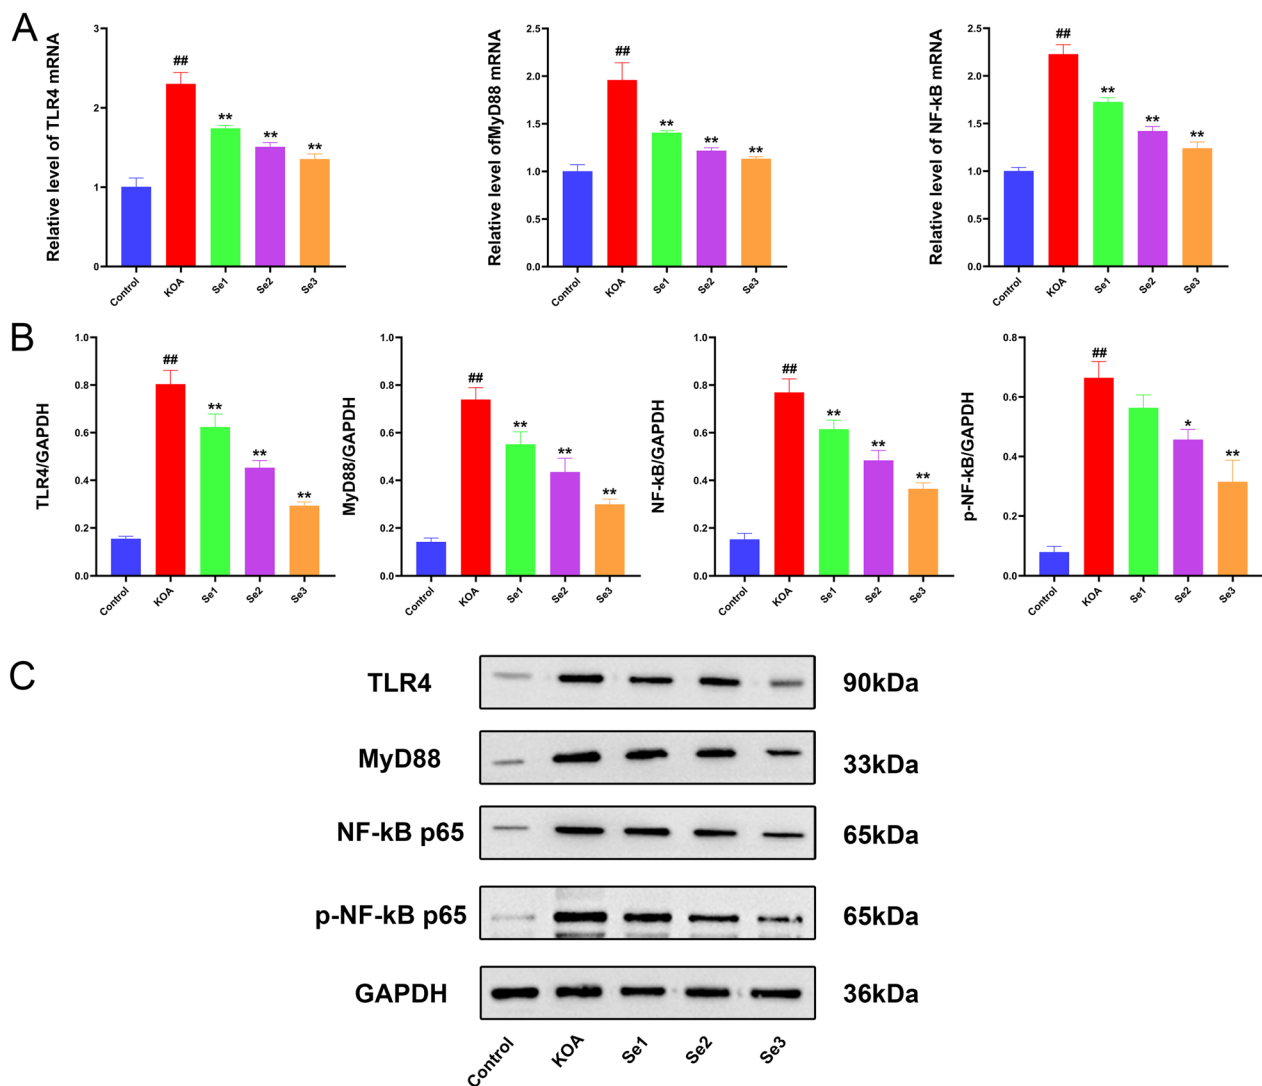 A
Relative level of TLR4 mRNA
3
2
1
0
##
**
**
**
Control
KOA
Se1
Se2
Se3
Relative level ofMyD88 mRNA
2.5
2.0
1.5
1.0
0.5
0.0
##
**
**
**
Control
KOA
Se1
Se2
Se3
Relative level of NF-kB mRNA
2.5
2.0
1.5
1.0
0.5
0.0
##
**
**
**
Control
KOA
Se1
Se2
Se3
B
TLR4/GAPDH
1.0
0.8
0.6
0.4
0.2
0.0
##
**
**
**
Control
KOA
Se1
Se2
Se3
MyD88/GAPDH
1.0
0.8
0.6
0.4
0.2
0.0
##
**
**
**
Control
KOA
Se1
Se2
Se3
NF-kB/GAPDH
1.0
0.8
0.6
0.4
0.2
0.0
##
**
**
**
Control
KOA
Se1
Se2
Se3
p-NF-kB/GAPDH
0.8
0.6
0.4
0.2
0.0
##
*
**
Control
KOA
Se1
Se2
Se3
C
TLR4 90kDa
MyD88 33kDa
NF-kB p65 65kDa
p-NF-kB p65 65kDa
GAPDH 36kDa
Control KOA Se1 Se2 Se3